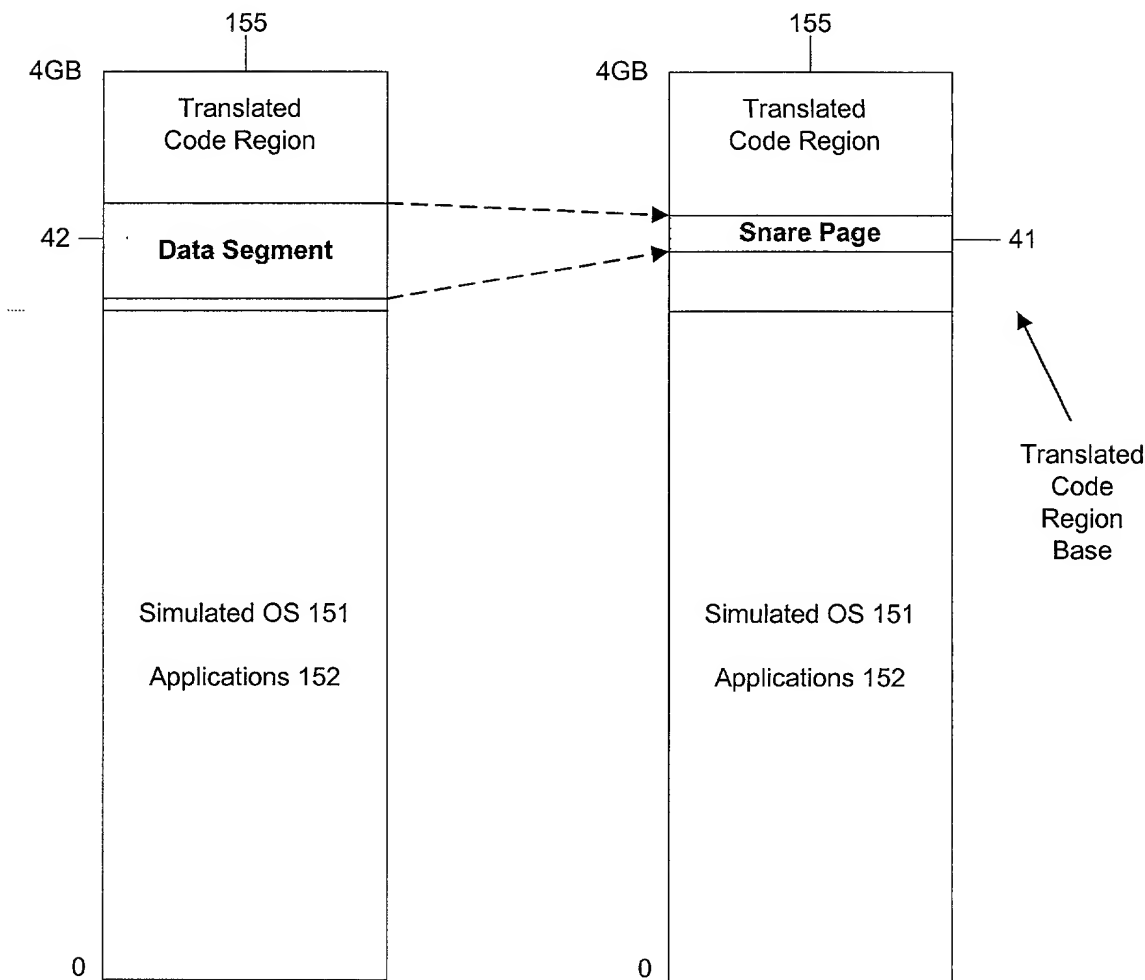 155
155
4GB
4GB
Translated
Code Region
Translated
Code Region
42
Data Segment
Snare Page
41
Translated
Code
Region
Base
Simulated OS 151
Applications 152
Simulated OS 151
Applications 152
0
0